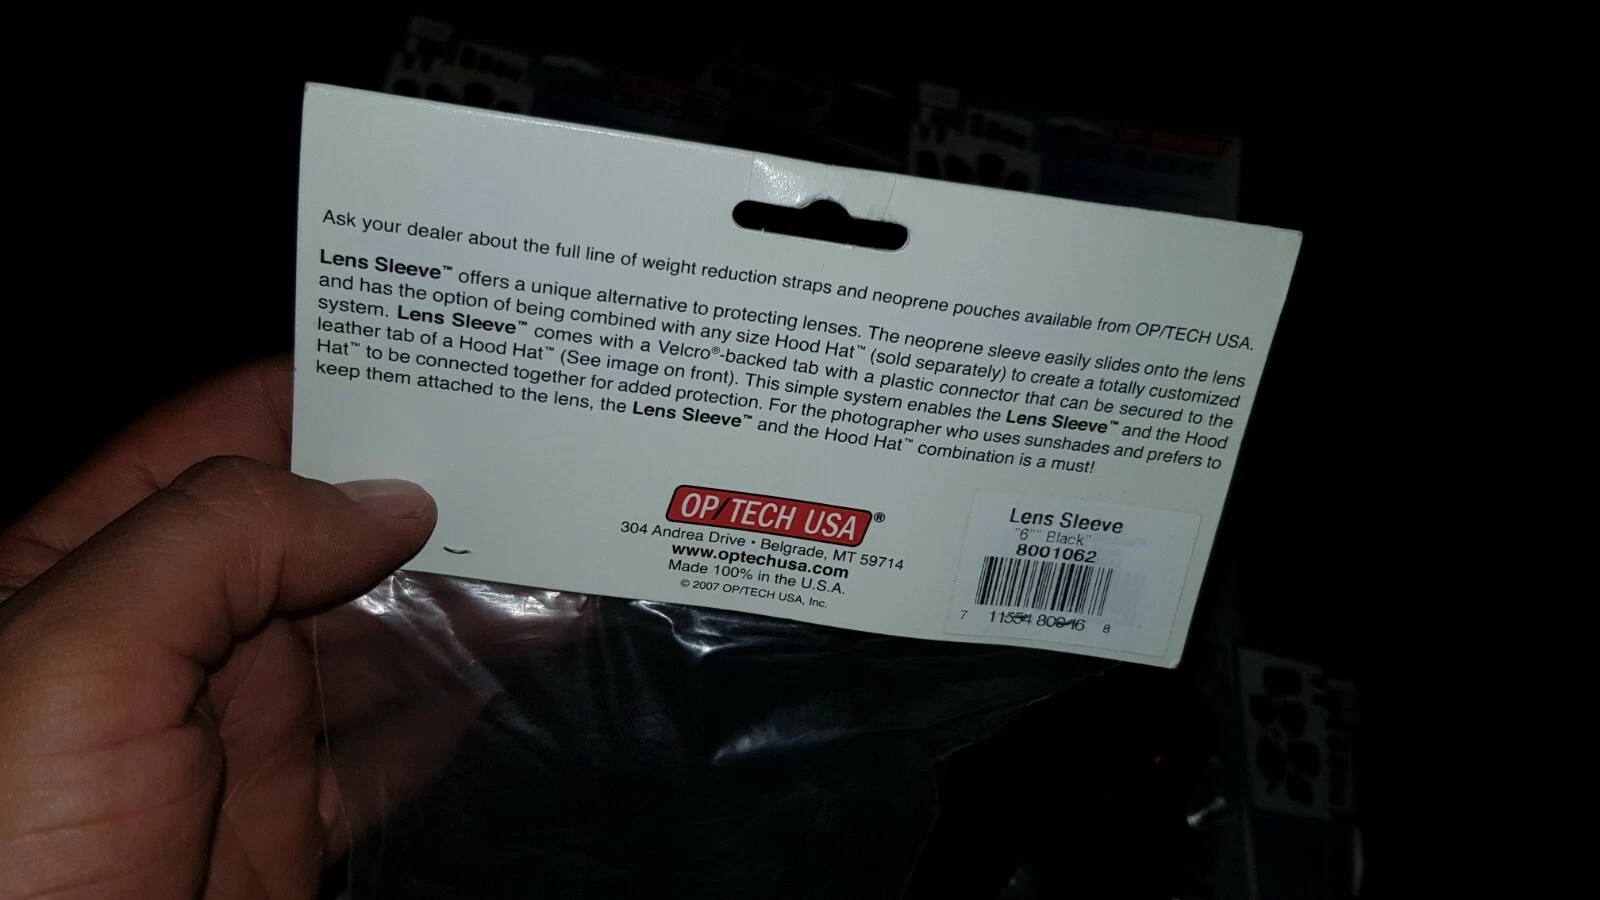 Ask your dealer about the full line of weight reduction straps and neoprene pouches available from OP/TECH USA.
Lens Sleeve™ offers a unique alternative to protecting lenses. The neoprene sleeve easily slides onto the lens
and has the option of being combined with any size Hood Hat™ (sold separately) to create a totally customized
system. Lens Sleeve™ comes with a Velcro®-backed tab with a plastic connector that can be secured to the
leather tab of a Hood Hat™ (See image on front). This simple system enables the Lens Sleeve™ and the Hood
Hat™ to be connected together for added protection. For the photographer who uses sunshades and prefers to
keep them attached to the lens, the Lens Sleeve™ and the Hood Hat™ combination is a must!
OP/TECH USA®
304 Andrea Drive • Belgrade, MT 59714
www.optechusa.com
Made 100% in the U.S.A.
© 2007 OP/TECH USA, Inc.
Lens Sleeve
"6"" Black"
8001062
7 11554 80 8
SLEEVE